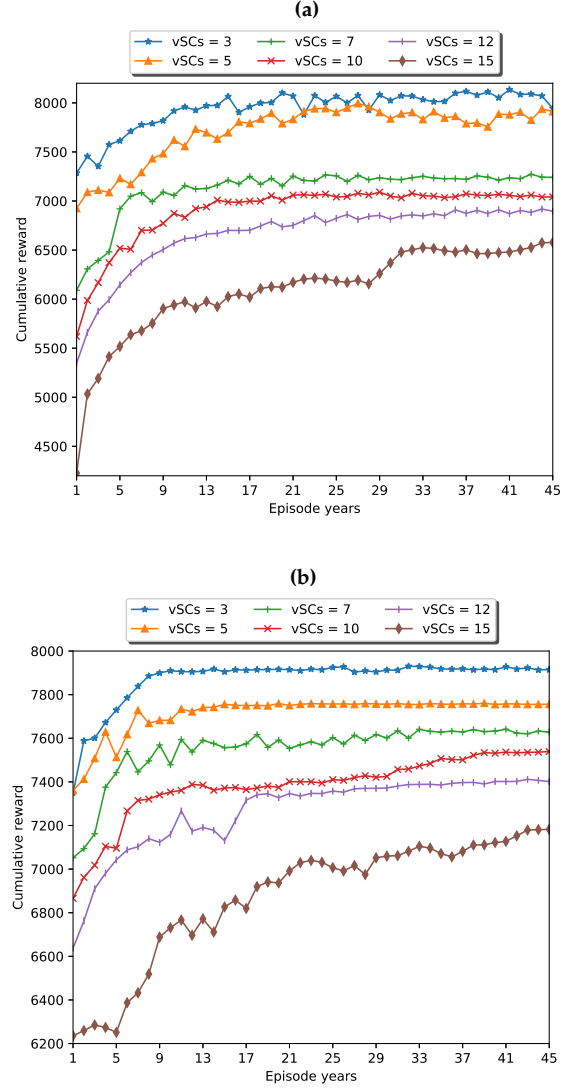 (a)
vSCs = 3 vSCs = 7 vSCs = 12
vSCs = 5 vSCs = 10 vSCs = 15
8000
7500
7000
6500
6000
5500
5000
4500
Cumulative reward
1 5 9 13 17 21 25 29 33 37 41 45
Episode years
(b)
vSCs = 3 vSCs = 7 vSCs = 12
vSCs = 5 vSCs = 10 vSCs = 15
8000
7800
7600
7400
7200
7000
6800
6600
6400
6200
Cumulative reward
1 5 9 13 17 21 25 29 33 37 41 45
Episode years